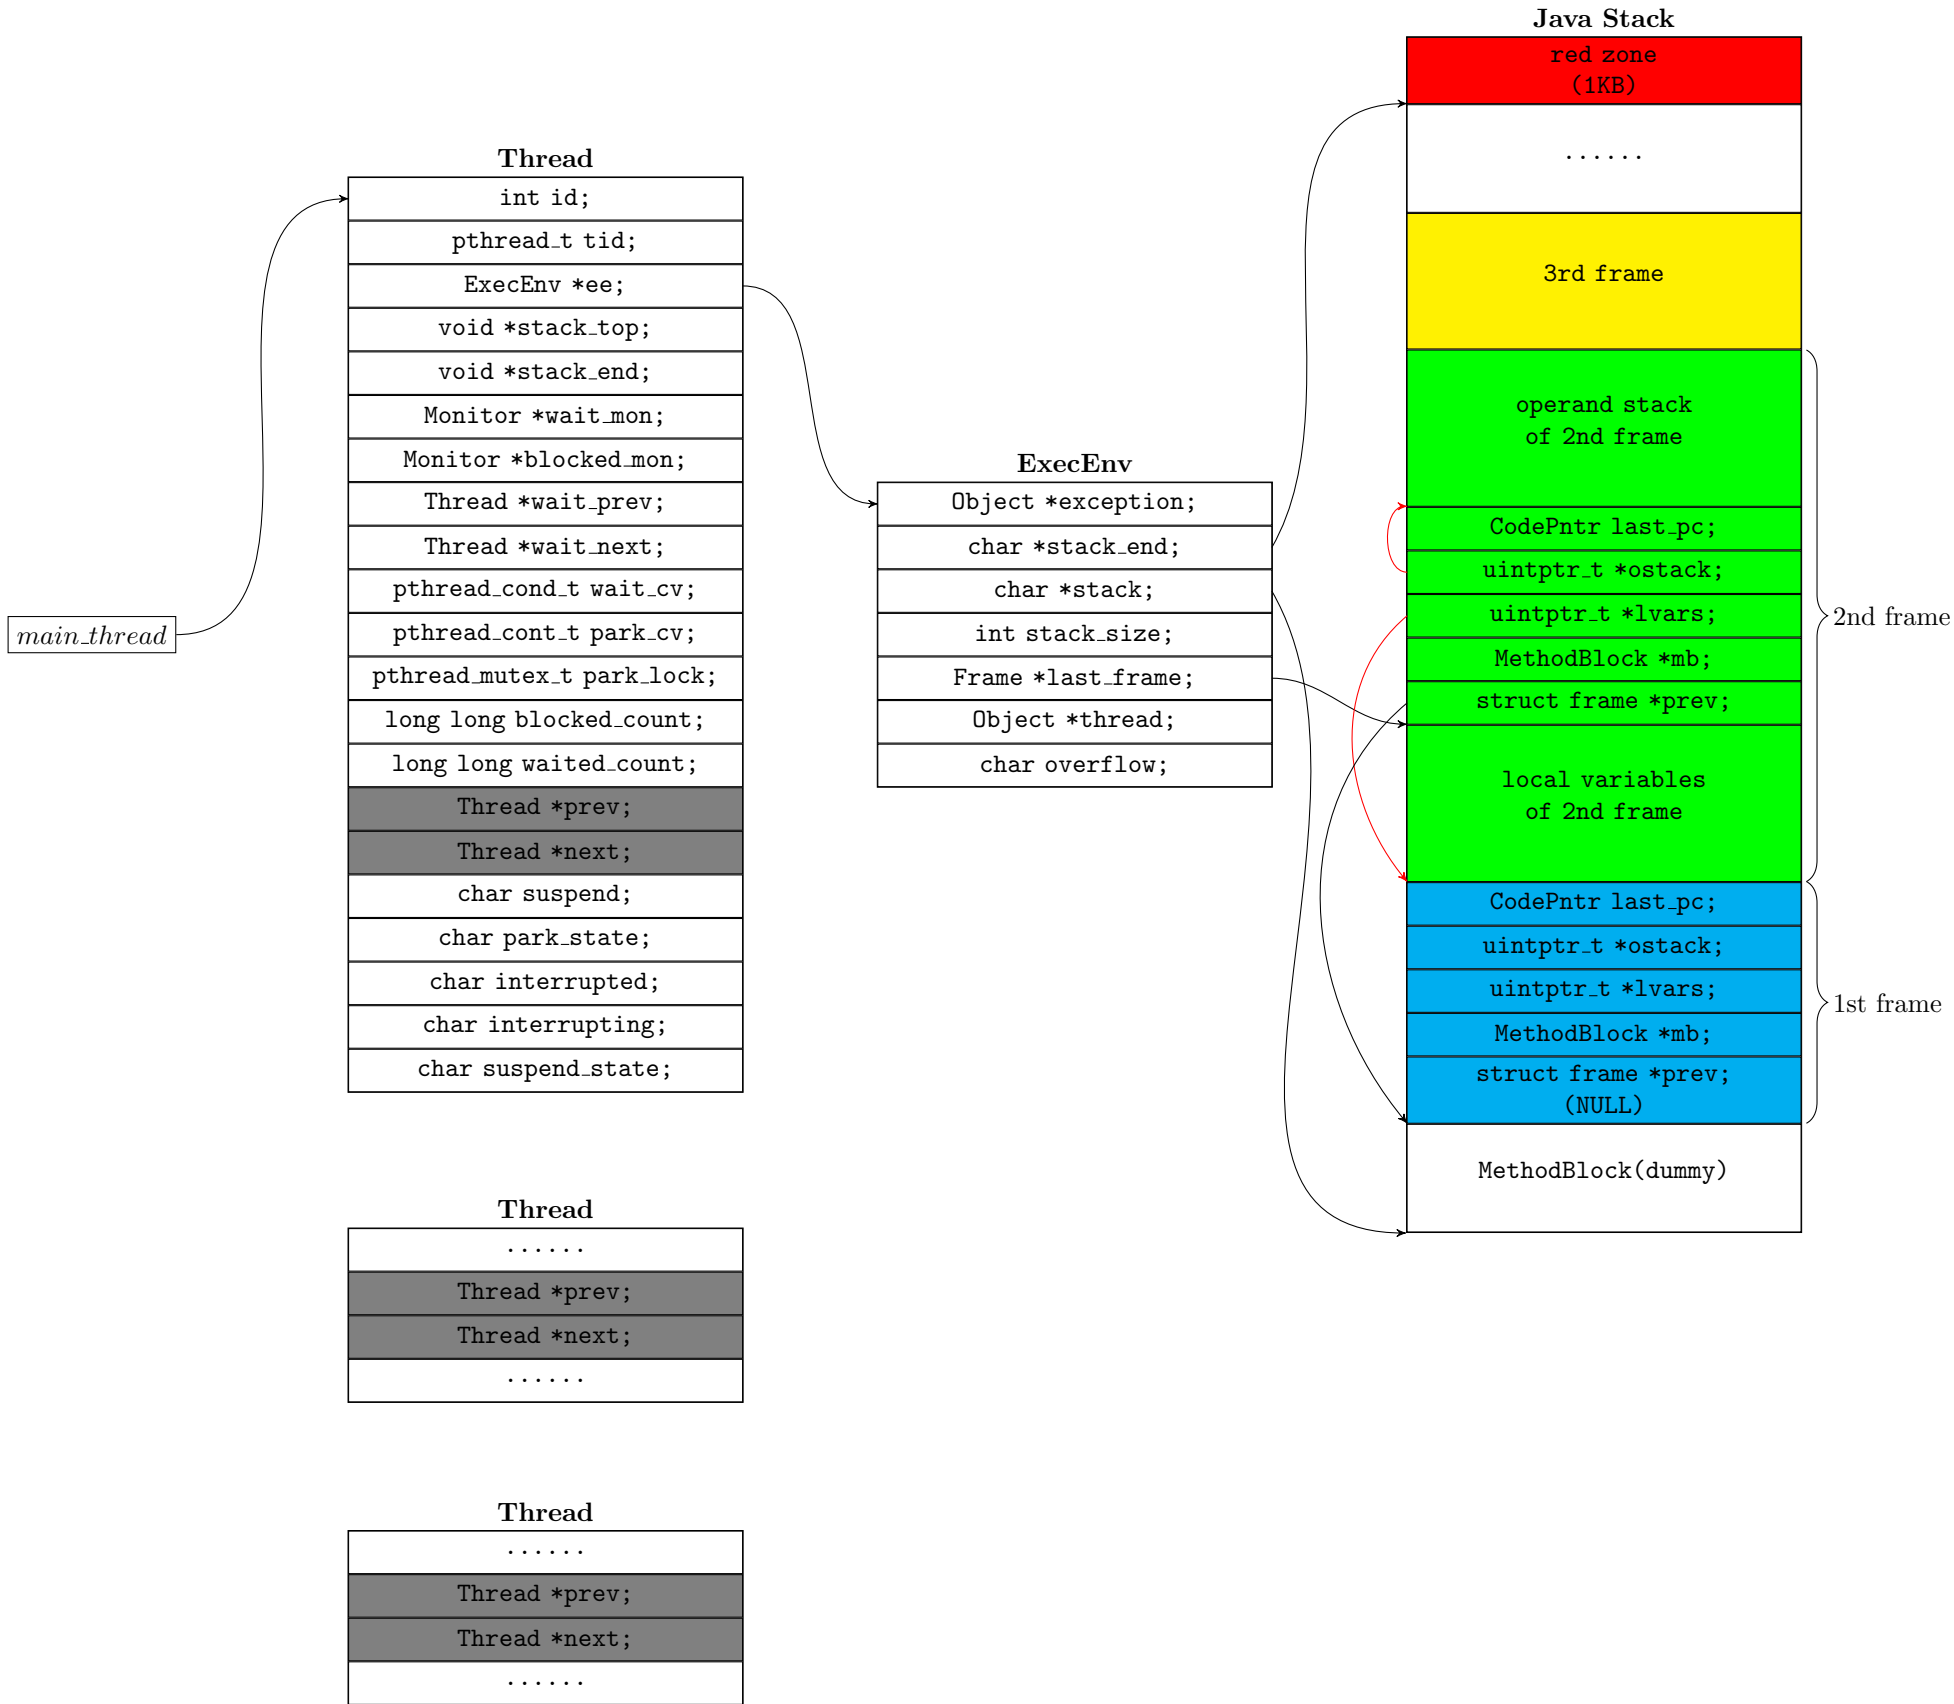 main_thread
Thread
int id;
pthread_t tid;
ExecEnv *ee;
void *stack_top;
void *stack_end;
Monitor *wait_mon;
Monitor *blocked_mon;
Thread *wait_prev;
Thread *wait_next;
pthread_cond_t wait_cv;
pthread_cont_t park_cv;
pthread_mutex_t park_lock;
long long blocked_count;
long long waited_count;
Thread *prev;
Thread *next;
char suspend;
char park_state;
char interrupted;
char interrupting;
char suspend_state;
Thread
......
Thread *prev;
Thread *next;
......
Thread
......
Thread *prev;
Thread *next;
......
ExecEnv
Object *exception;
char *stack_end;
char *stack;
int stack_size;
Frame *last_frame;
Object *thread;
char overflow;
Java Stack
red zone
(1KB)
......
3rd frame
operand stack
of 2nd frame
CodePntr last_pc;
uintptr_t *ostack;
uintptr_t *lvars;
MethodBlock *mb;
struct frame *prev;
local variables
of 2nd frame
CodePntr last_pc;
uintptr_t *ostack;
uintptr_t *lvars;
MethodBlock *mb;
struct frame *prev;
(NULL)
MethodBlock(dummy)
2nd frame
1st frame